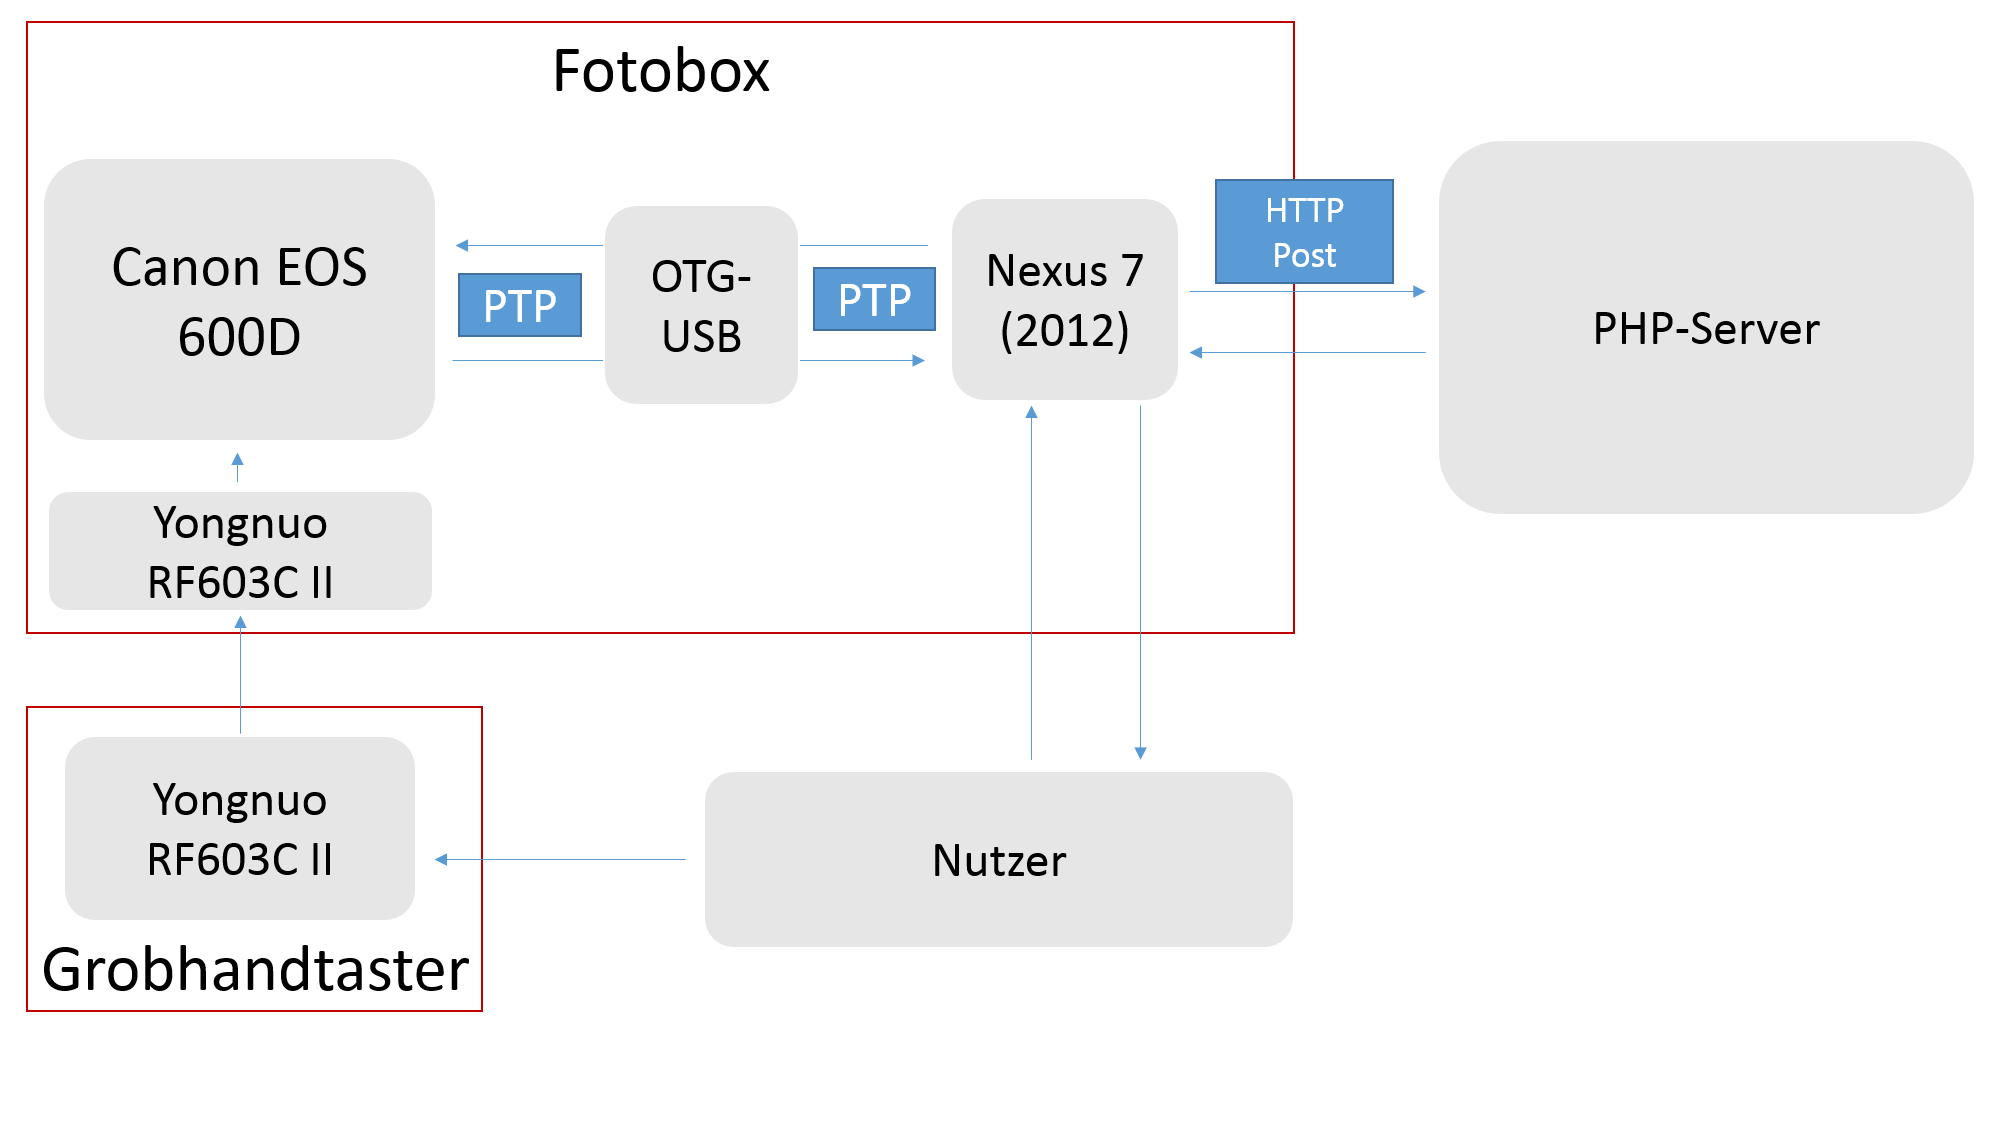 Fotobox
Canon EOS
600D
PTP
OTG-
USB
PTP
Nexus 7
(2012)
HTTP
Post
PHP-Server
Yongnuo
RF603C II
Yongnuo
RF603C II
Grobhandtaster
Nutzer